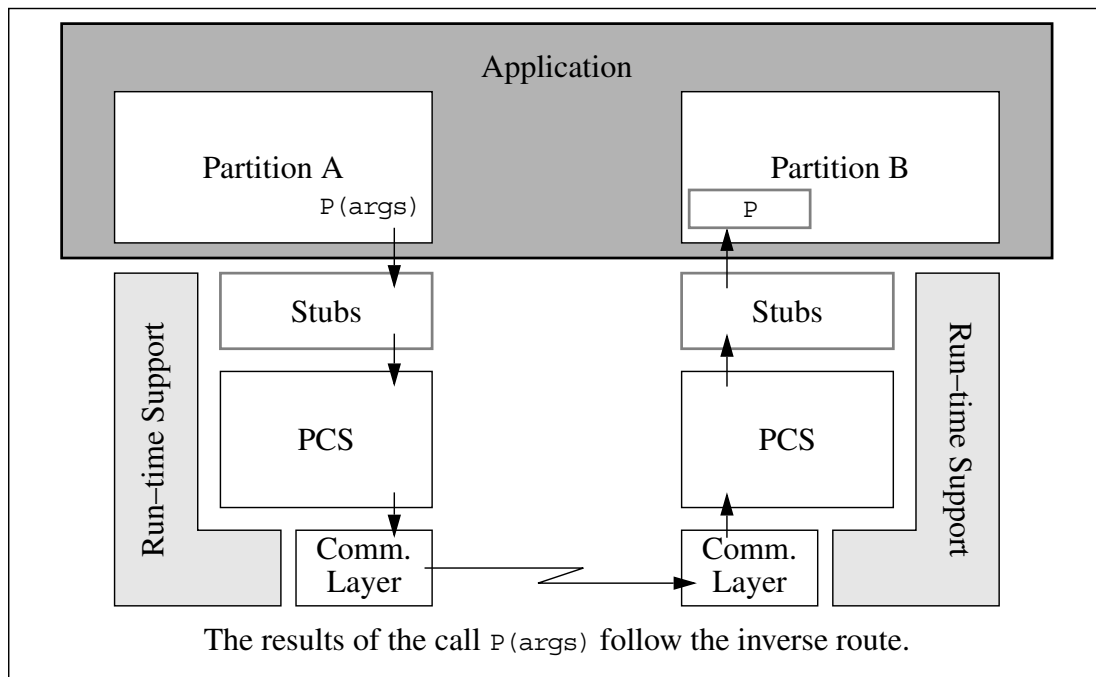 Application
Partition A
Partition B
P(args)
P
Stubs
Stubs
Run–time Support
Run–time Support
PCS
PCS
Comm.
Layer
Comm.
Layer
The results of the call P(args) follow the inverse route.